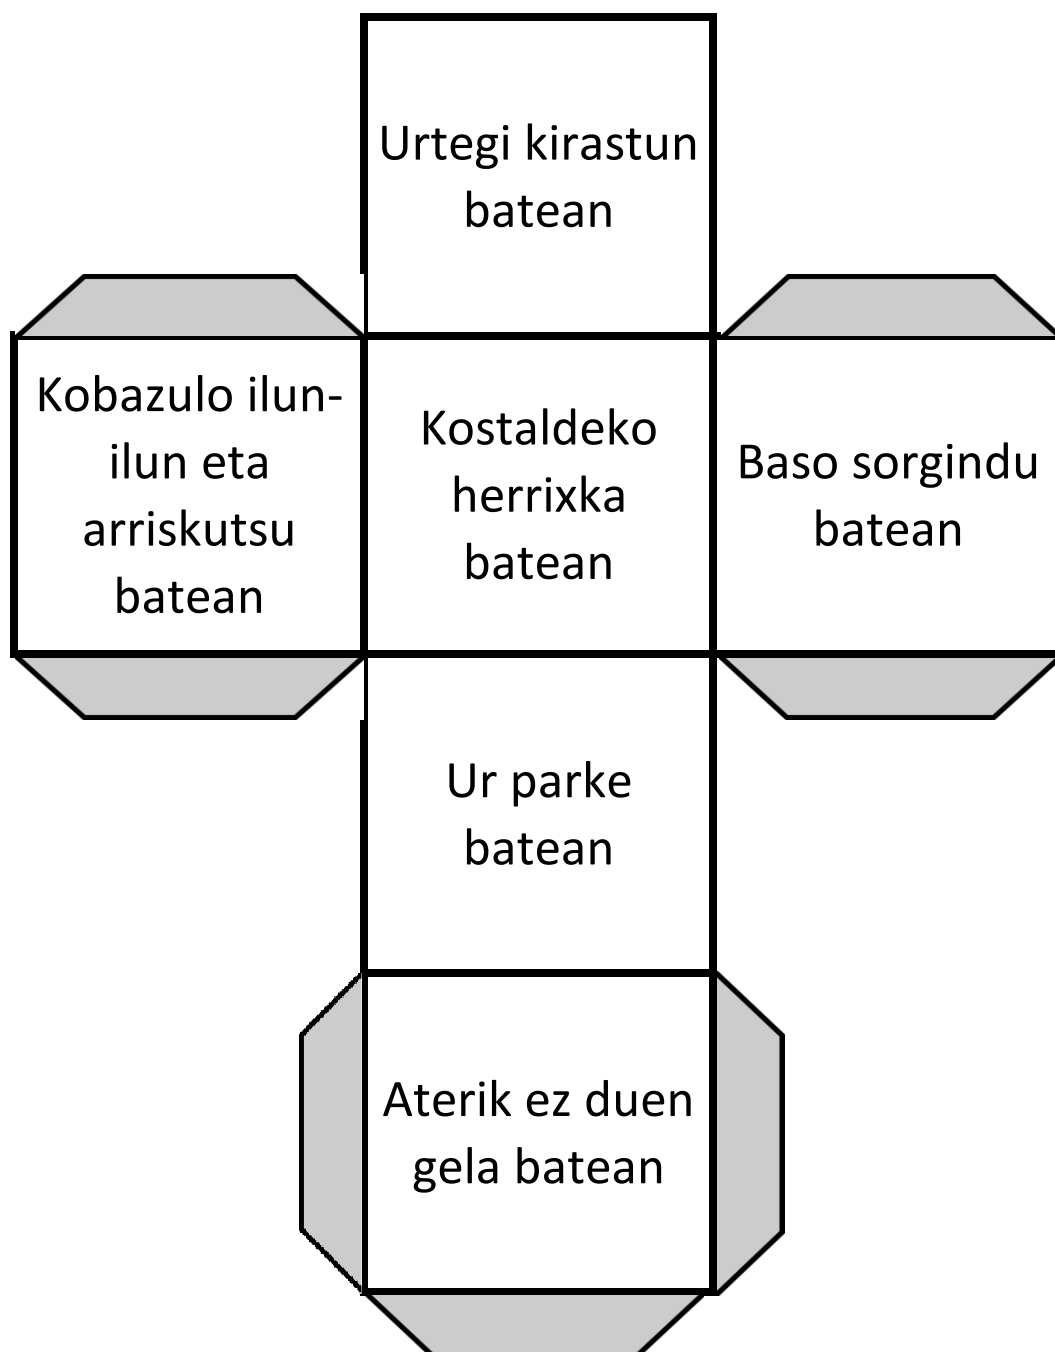 Urtegi kirastun
batean
Kobazulo ilun-
ilun eta
arriskutsu
batean
Kostaldeko
herrixka
batean
Baso sorgindu
batean
Ur parke
batean
Aterik ez duen
gela batean